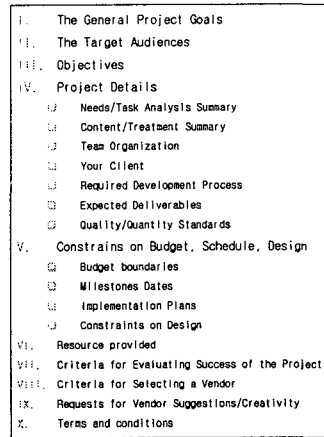 I. The General Project Goals
II. The Target Audiences
III. Objectives
IV. Project Details
Needs/Task Analysis Summary
Content/Treatment Summary
Team Organization
Your Client
Required Development Process
Expected Deliverables
Quality/Quantity Standards
V. Constrains on Budget, Schedule, Design
Budget boundaries
Milestones Dates
Implementation Plans
Constraints on Design
VI. Resource provided
VII. Criteria for Evaluating Success of the Project
VIII. Criteria for Selecting a Vendor
IX. Requests for Vendor Suggestions/Creativity
X. Terms and conditions